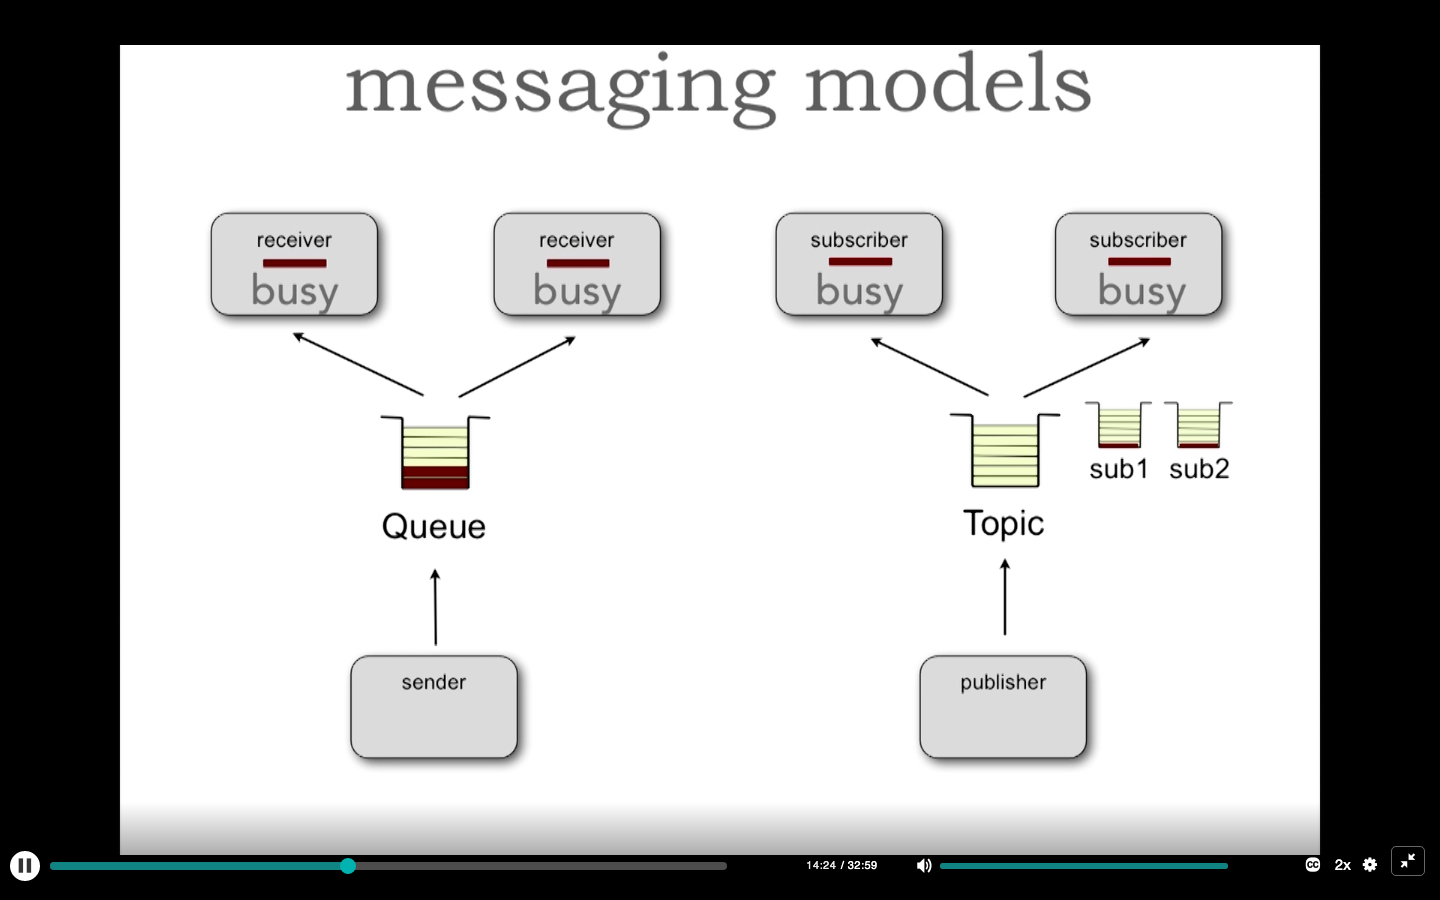 messaging models
receiver
busy
receiver
busy
subscriber
busy
subscriber
busy
Queue
Topic
sub1
sub2
sender
publisher
14:24 / 32:59
CC
2x